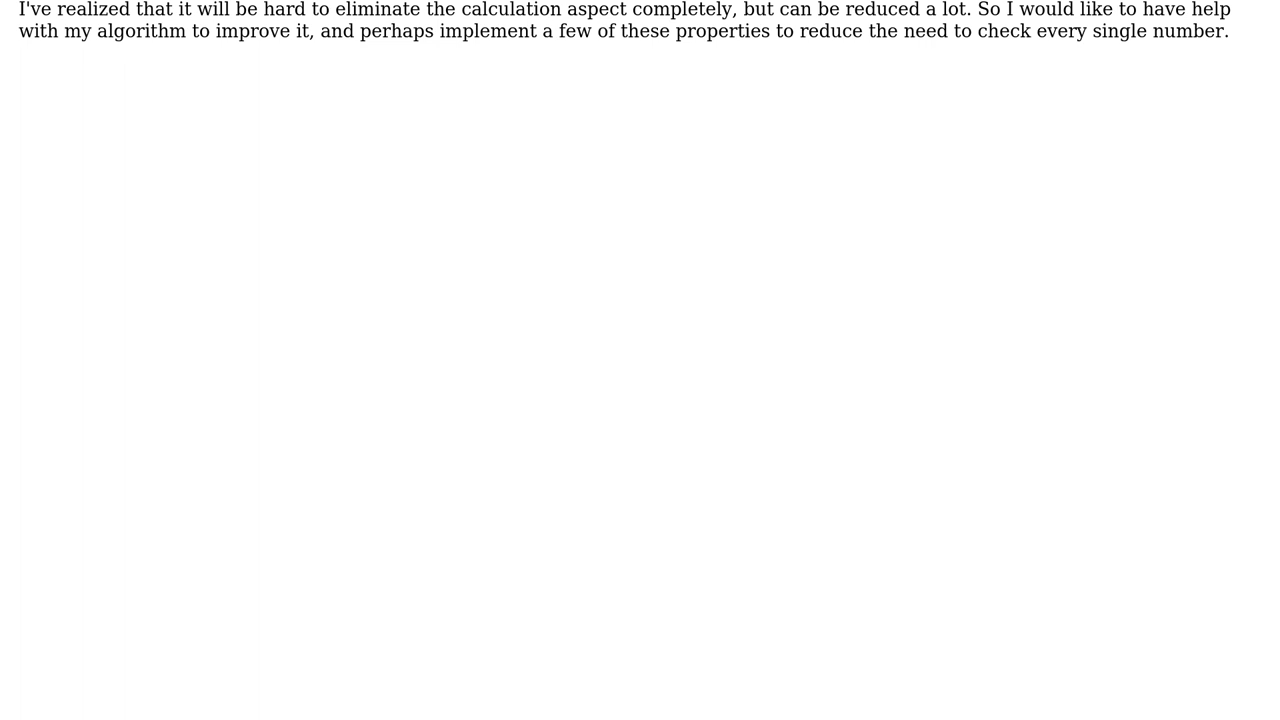 I've realized that it will be hard to eliminate the calculation aspect completely, but can be reduced a lot. So I would like to have help
with my algorithm to improve it, and perhaps implement a few of these properties to reduce the need to check every single number.